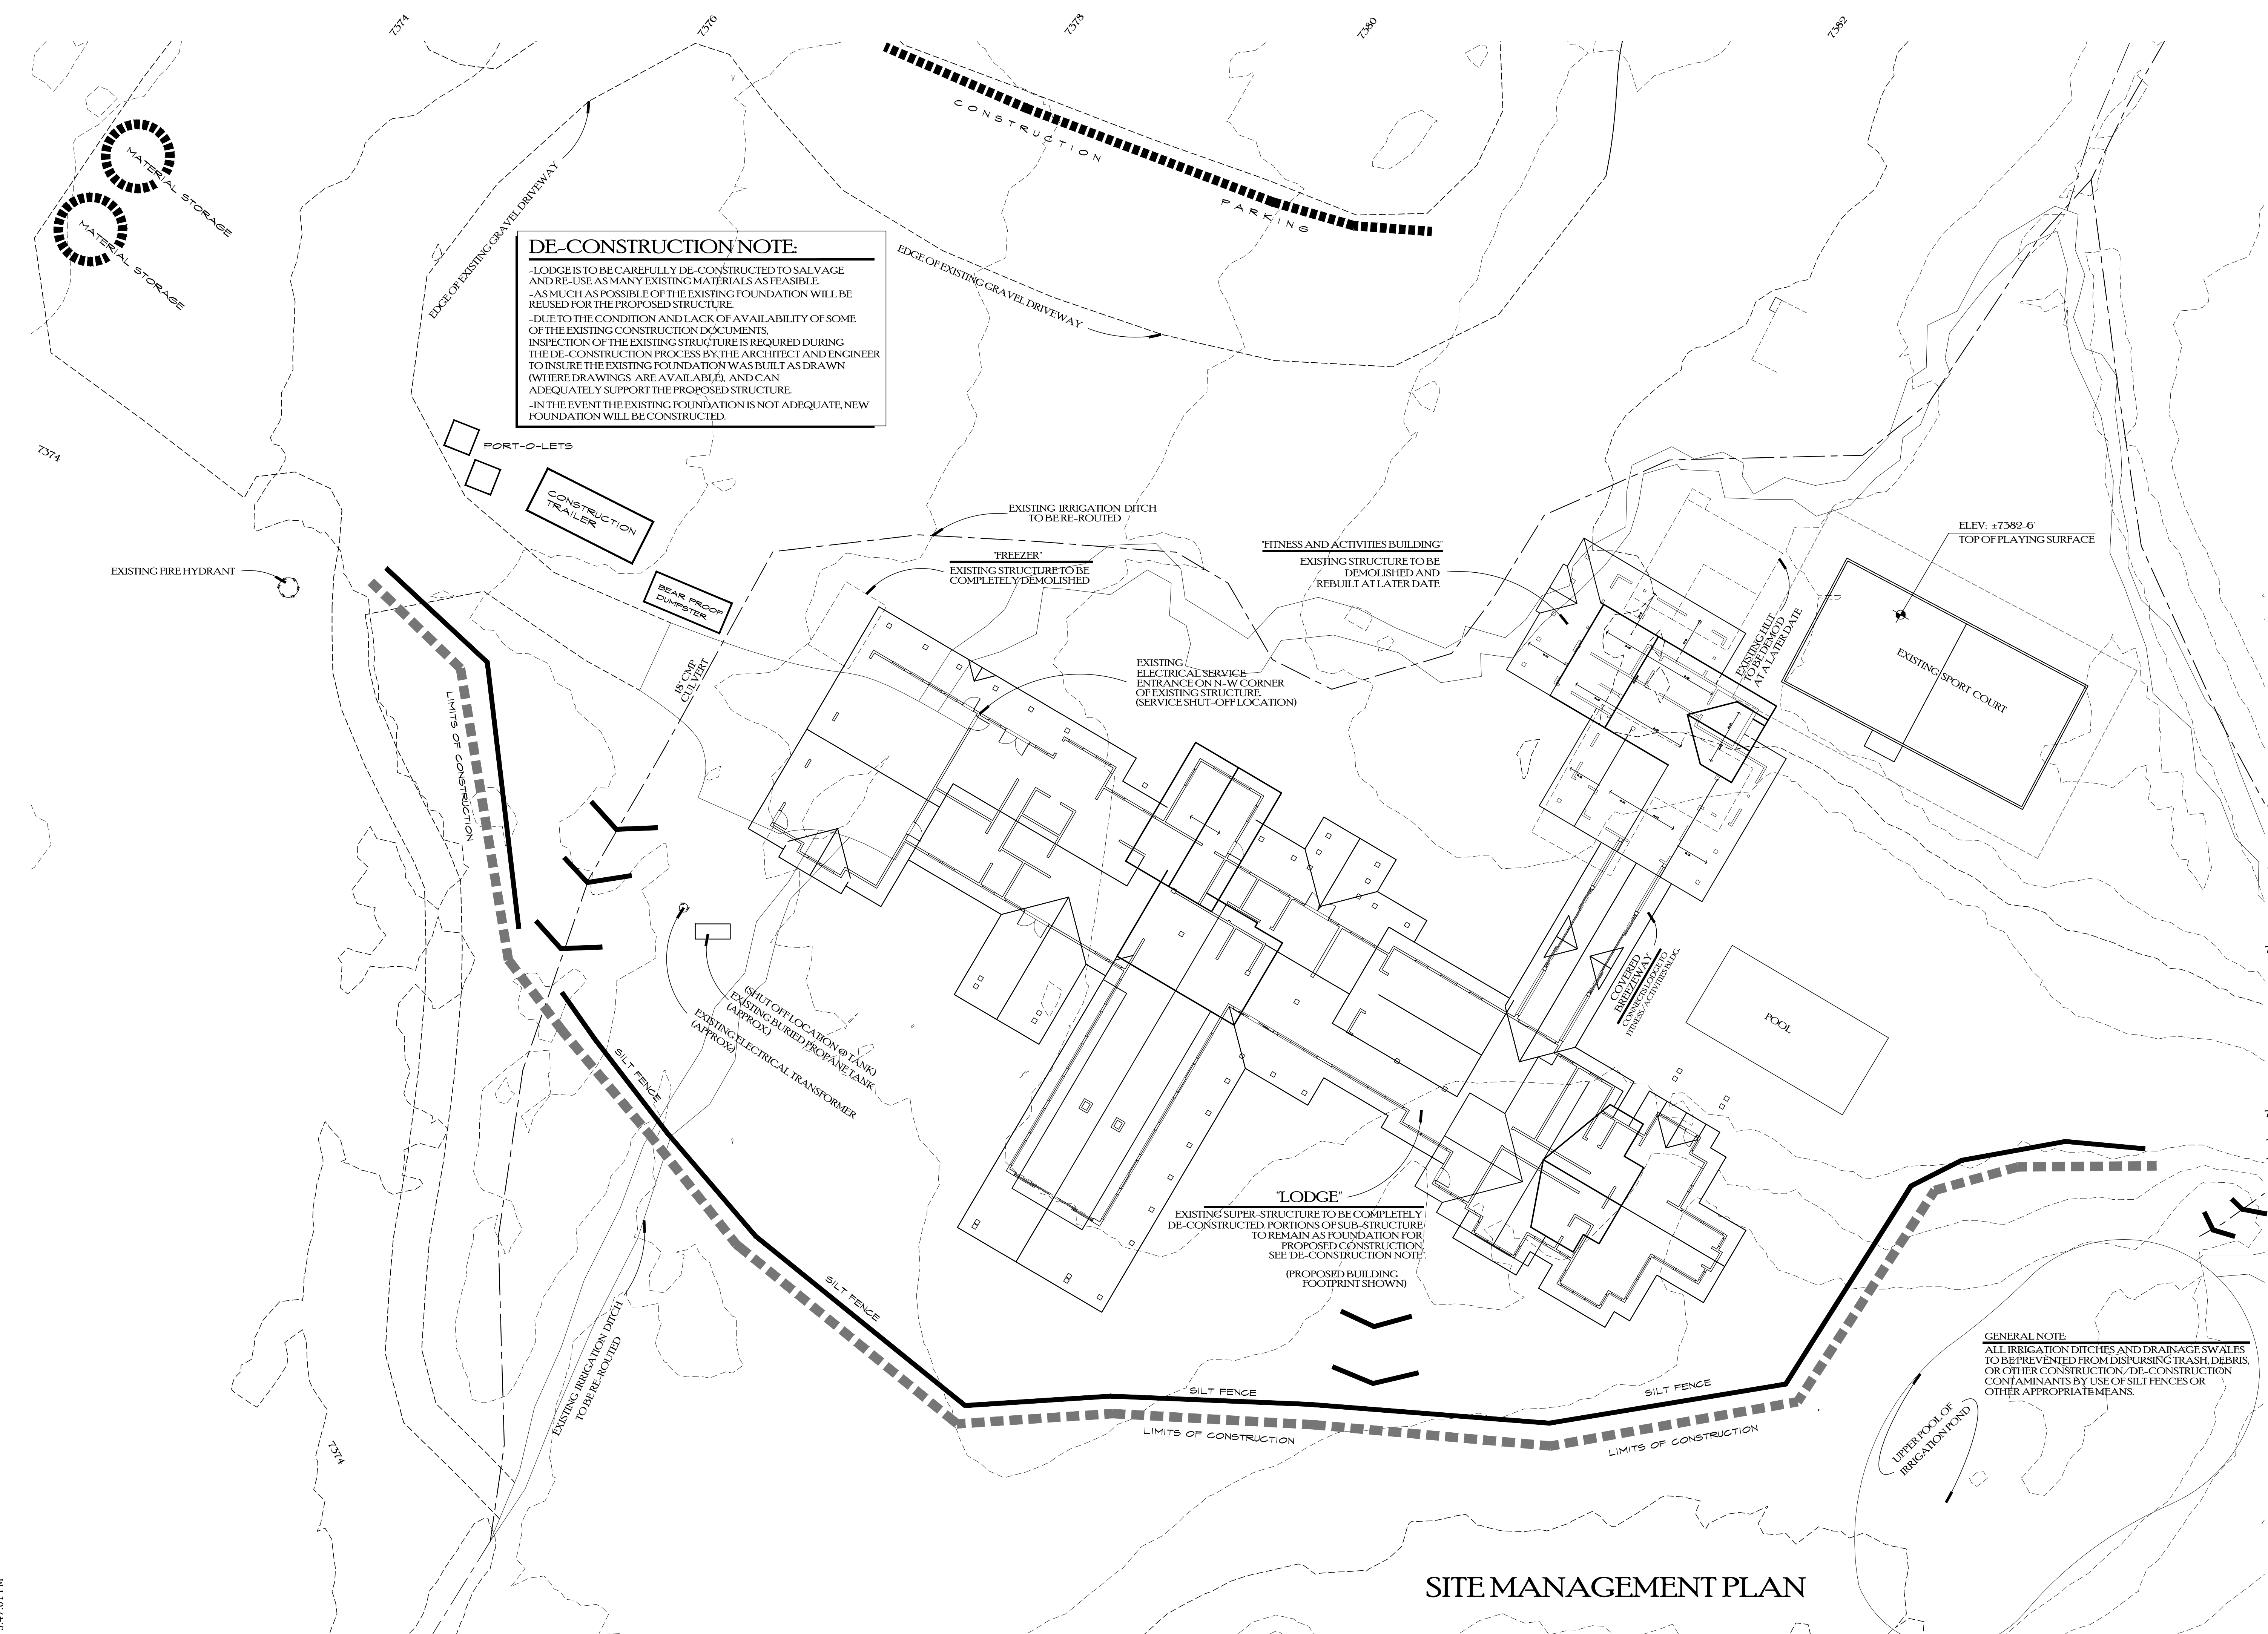 7374
7376
7378
7380
7382
CONSTRUCTION
PARKING
MATERIAL STORAGE
MATERIAL STORAGE
EDGE OF EXISTING GRAVEL DRIVEWAY
EDGE OF EXISTING GRAVEL DRIVEWAY
DE-CONSTRUCTION NOTE:
-LODGE IS TO BE CAREFULLY DE-CONSTRUCTED TO SALVAGE
AND RE-USE AS MANY EXISTING MATERIALS AS FEASIBLE.
-AS MUCH AS POSSIBLE OF THE EXISTING FOUNDATION WILL BE
REUSED FOR THE PROPOSED STRUCTURE.
-DUE TO THE CONDITION AND LACK OF AVAILABILITY OF SOME
OF THE EXISTING CONSTRUCTION DOCUMENTS,
INSPECTION OF THE EXISTING STRUCTURE IS REQURED DURING
THE DE-CONSTRUCTION PROCESS BY THE ARCHITECT AND ENGINEER
TO INSURE THE EXISTING FOUNDATION WAS BUILT AS DRAWN
(WHERE DRAWINGS ARE AVAILABLE), AND CAN
ADEQUATELY SUPPORT THE PROPOSED STRUCTURE.
-IN THE EVENT THE EXISTING FOUNDATION IS NOT ADEQUATE, NEW
FOUNDATION WILL BE CONSTRUCTED.
7374
PORT-O-LETS
CONSTRUCTION
TRAILER
BEAR PROOF
DUMPSTER
EXISTING FIRE HYDRANT
EXISTING IRRIGATION DITCH
TO BE RE-ROUTED
"FREEZER"
EXISTING STRUCTURE TO BE
COMPLETELY DEMOLISHED
"FITNESS AND ACTIVITIES BUILDING"
EXISTING STRUCTURE TO BE
DEMOLISHED AND
REBUILT AT LATER DATE
ELEV: ±7382-6"
TOP OF PLAYING SURFACE
EXISTING HUT
TO BE DEMO'D
AT A LATER DATE
EXISTING SPORT COURT
18" CMP
CULVERT
EXISTING
ELECTRICAL SERVICE
ENTRANCE ON N-W CORNER
OF EXISTING STRUCTURE.
(SERVICE SHUT-OFF LOCATION)
LIMITS OF CONSTRUCTION
(SHUT OFF LOCATION @ TANK)
EXISTING BURIED PROPANE TANK
(APPROX.)
EXISTING ELECTRICAL TRANSFORMER
(APPROX.)
COVERED
BREEZEWAY
CONNECTS LODGE TO
FITNESS/ACTIVITIES BLDG.
POOL
SILT FENCE
"LODGE"
EXISTING SUPER-STRUCTURE TO BE COMPLETELY
DE-CONSTRUCTED. PORTIONS OF SUB-STRUCTURE
TO REMAIN AS FOUNDATION FOR
PROPOSED CONSTRUCTION.
SEE 'DE-CONSTRUCTION NOTE'.
(PROPOSED BUILDING
FOOTPRINT SHOWN)
SILT FENCE
EXISTING IRRIGATION DITCH
TO BE RE-ROUTED
SILT FENCE
SILT FENCE
LIMITS OF CONSTRUCTION
LIMITS OF CONSTRUCTION
GENERAL NOTE:
ALL IRRIGATION DITCHES AND DRAINAGE SWALES
TO BE PREVENTED FROM DISPURSING TRASH, DEBRIS,
OR OTHER CONSTRUCTION/DE-CONSTRUCTION
CONTAMINANTS BY USE OF SILT FENCES OR
OTHER APPROPRIATE MEANS.
UPPER POOL OF
IRRIGATION POND
7374
SITE MANAGEMENT PLAN